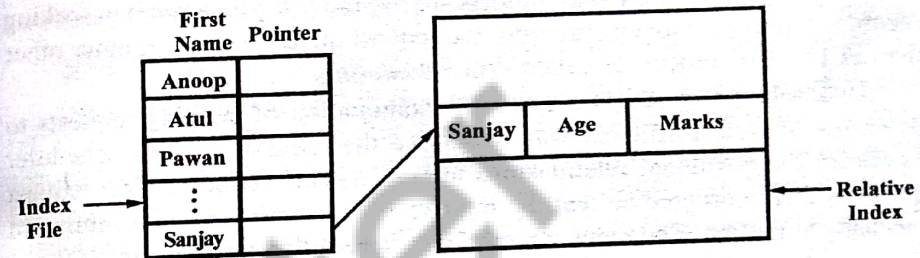 First
Name Pointer
Anoop
Atul
Pawan
⋮
Sanjay
Index
File
Sanjay Age Marks
Relative
Index